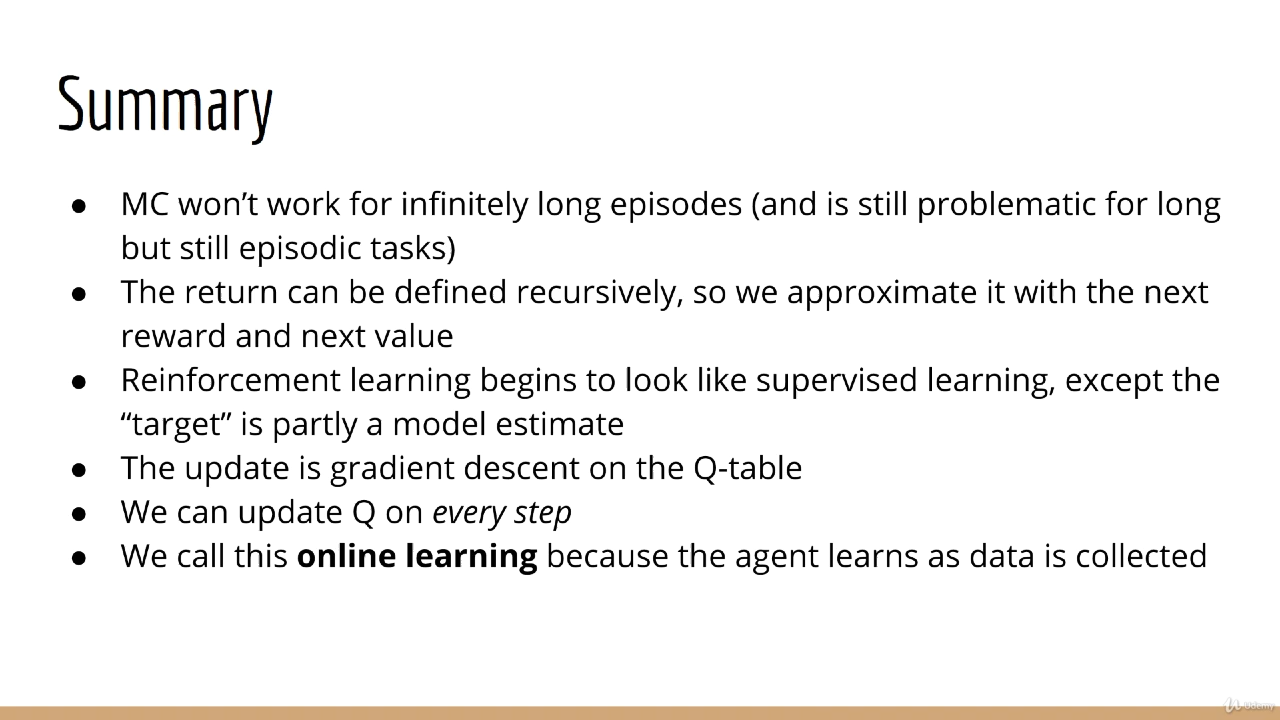 Summary
● MC won't work for infinitely long episodes (and is still problematic for long
but still episodic tasks)
● The return can be defined recursively, so we approximate it with the next
reward and next value
● Reinforcement learning begins to look like supervised learning, except the
“target” is partly a model estimate
● The update is gradient descent on the Q-table
● We can update Q on every step
● We call this online learning because the agent learns as data is collected
Udemy